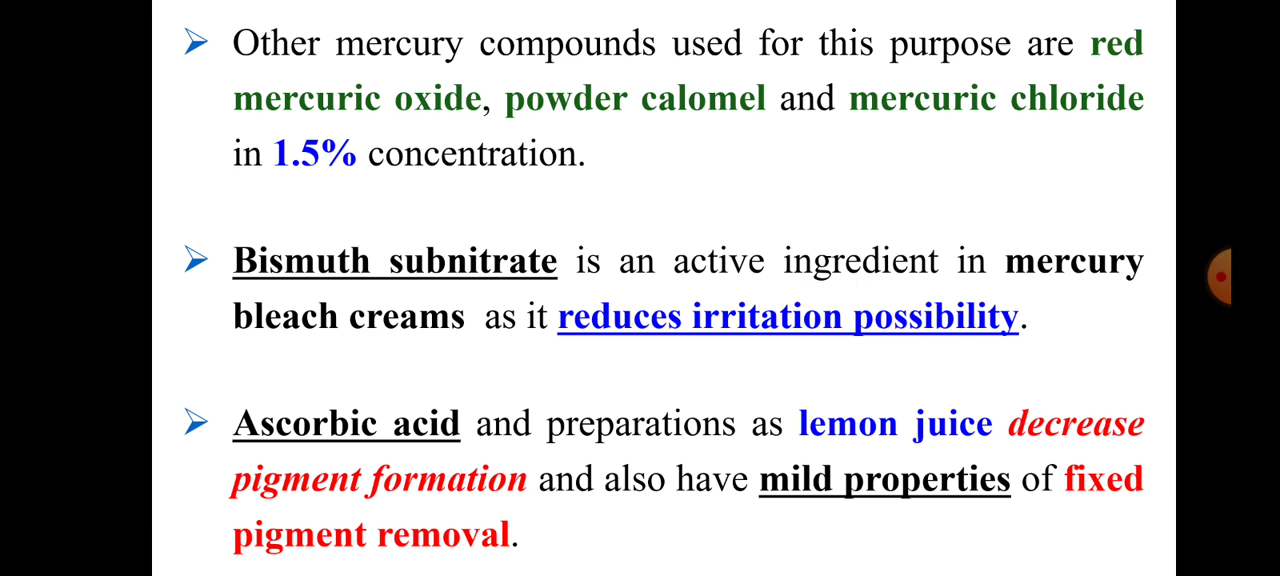 ➢ Other mercury compounds used for this purpose are red
mercuric oxide, powder calomel and mercuric chloride
in 1.5% concentration.
➢ Bismuth subnitrate is an active ingredient in mercury
bleach creams as it reduces irritation possibility.
➢ Ascorbic acid and preparations as lemon juice decrease
pigment formation and also have mild properties of fixed
pigment removal.